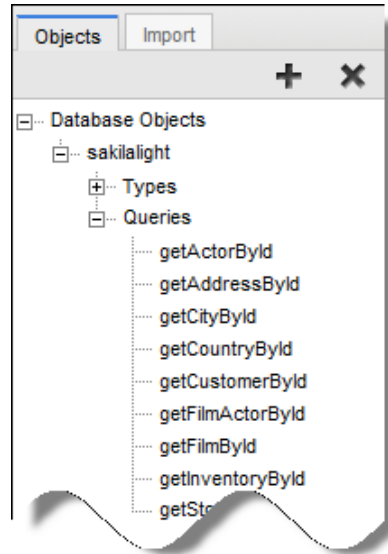 Objects Import
Database Objects
sakilalight
Types
Queries
getActorById
getAddressById
getCityById
getCountryById
getCustomerById
getFilmActorById
getFilmById
getInventoryById